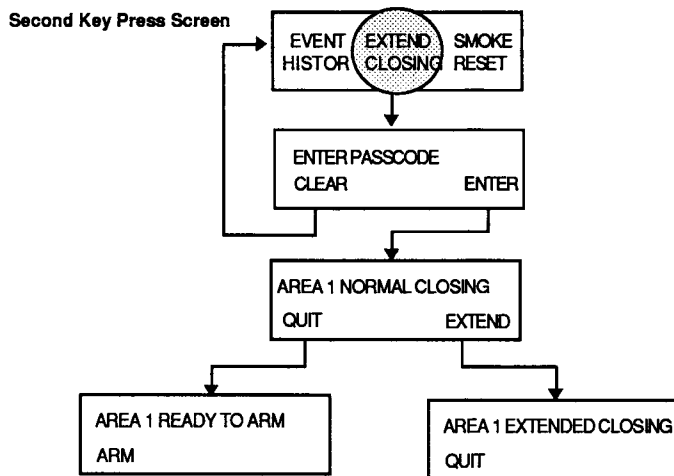 Second Key Press Screen
EVENT EXTEND SMOKE
HISTOR CLOSING RESET
ENTER PASSCODE
CLEAR ENTER
AREA 1 NORMAL CLOSING
QUIT EXTEND
AREA 1 READY TO ARM
ARM
AREA 1 EXTENDED CLOSING
QUIT